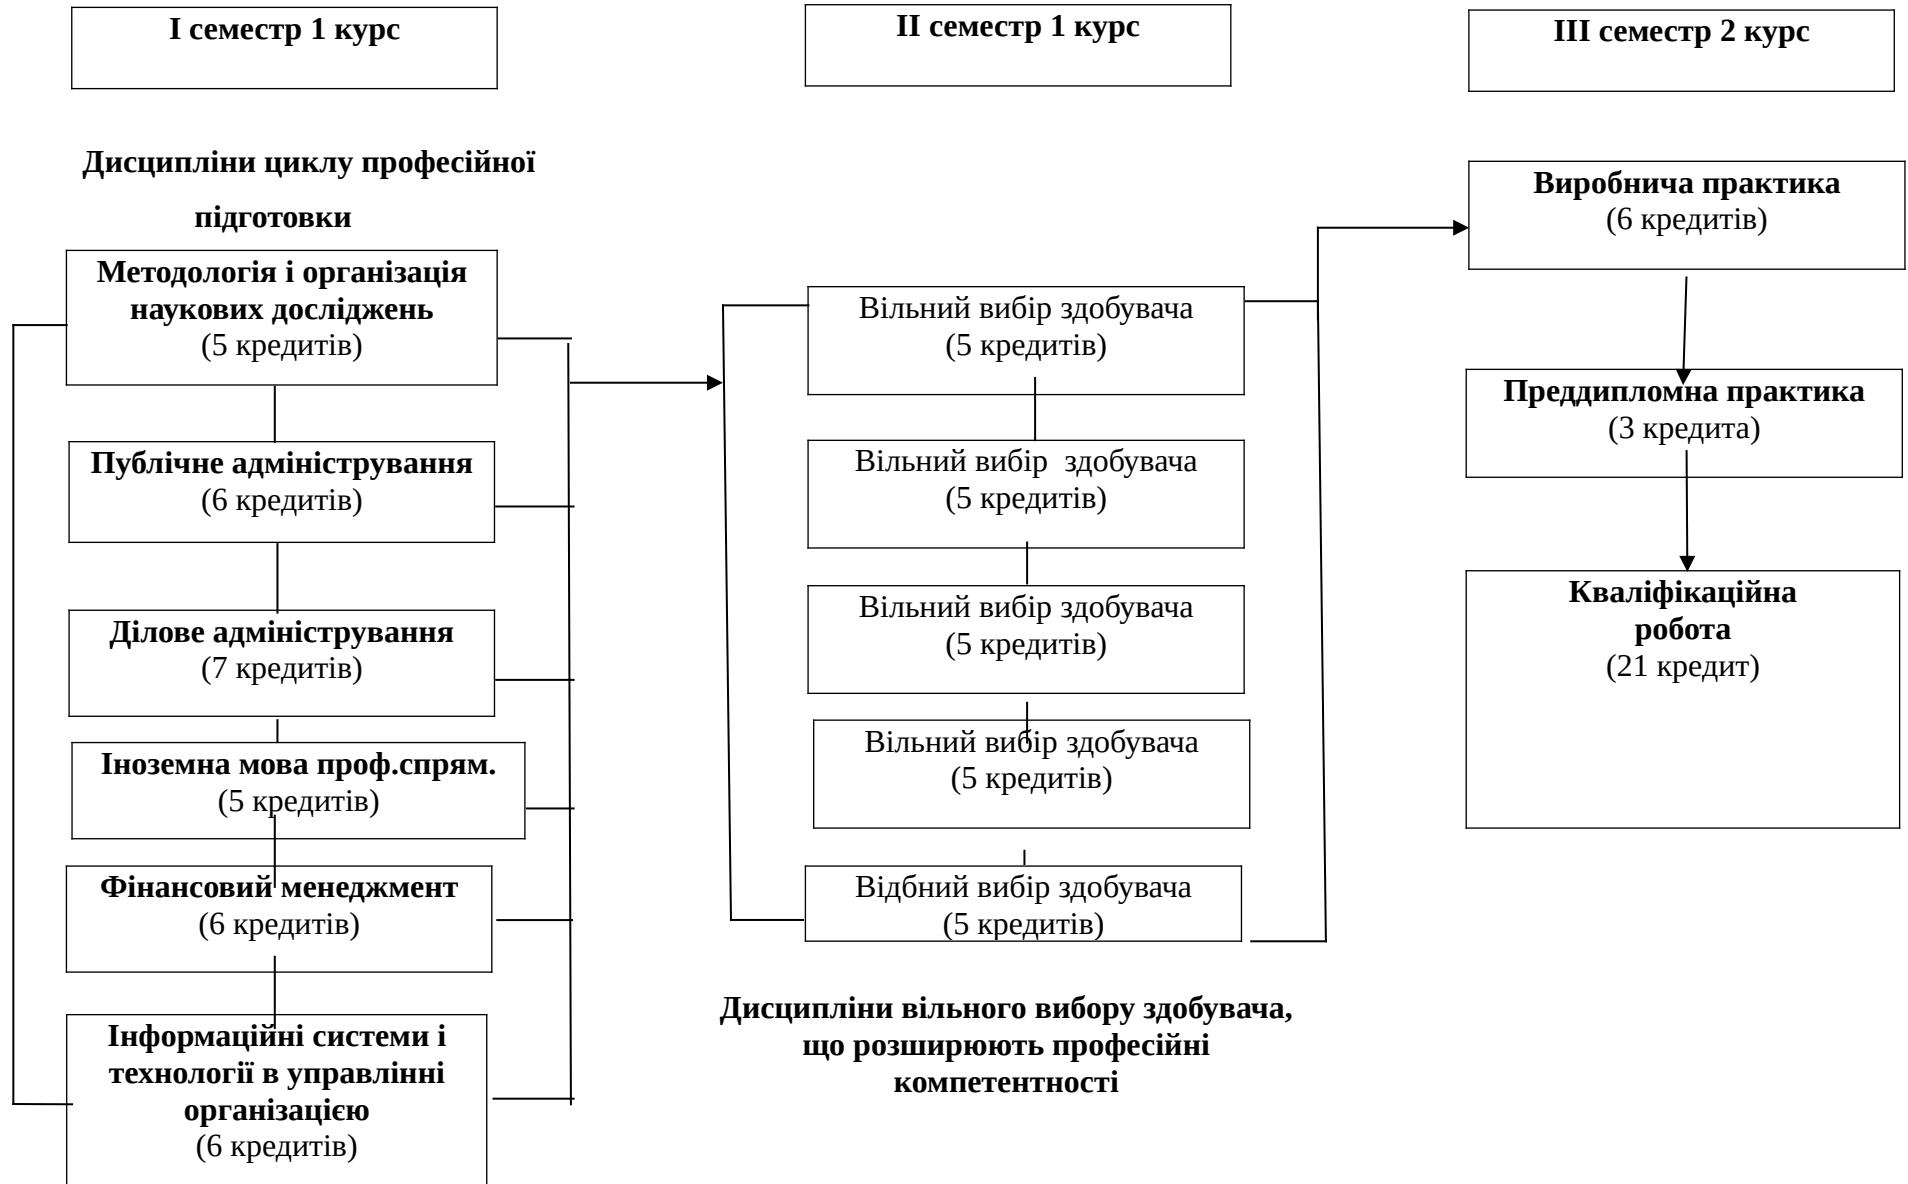 I семестр 1 курс
II семестр 1 курс
III семестр 2 курс
Дисципліни циклу професійної
підготовки
Методологія і організація
наукових досліджень
(5 кредитів)
Публічне адміністрування
(6 кредитів)
Ділове адміністрування
(7 кредитів)
Іноземна мова проф.спрям.
(5 кредитів)
Фінансовий менеджмент
(6 кредитів)
Інформаційні системи і
технології в управлінні
організацією
(6 кредитів)
Вільний вибір здобувача
(5 кредитів)
Вільний вибір здобувача
(5 кредитів)
Вільний вибір здобувача
(5 кредитів)
Вільний вибір здобувача
(5 кредитів)
Відбний вибір здобувача
(5 кредитів)
Дисципліни вільного вибору здобувача,
що розширюють професійні
компетентності
Виробнича практика
(6 кредитів)
Преддипломна практика
(3 кредита)
Кваліфікаційна
робота
(21 кредит)